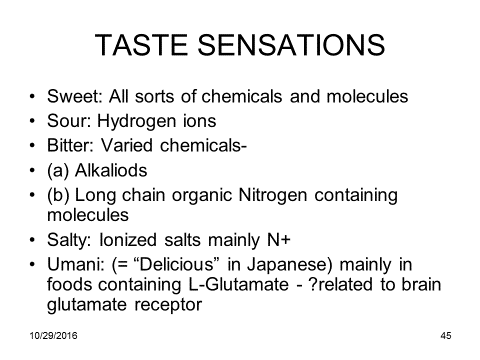 TASTE SENSATIONS
• Sweet: All sorts of chemicals and molecules
• Sour: Hydrogen ions
• Bitter: Varied chemicals-
• (a) Alkaliods
• (b) Long chain organic Nitrogen containing
molecules
• Salty: Ionized salts mainly N+
• Umani: (= “Delicious” in Japanese) mainly in
foods containing L-Glutamate - ?related to brain
glutamate receptor
10/29/2016 45